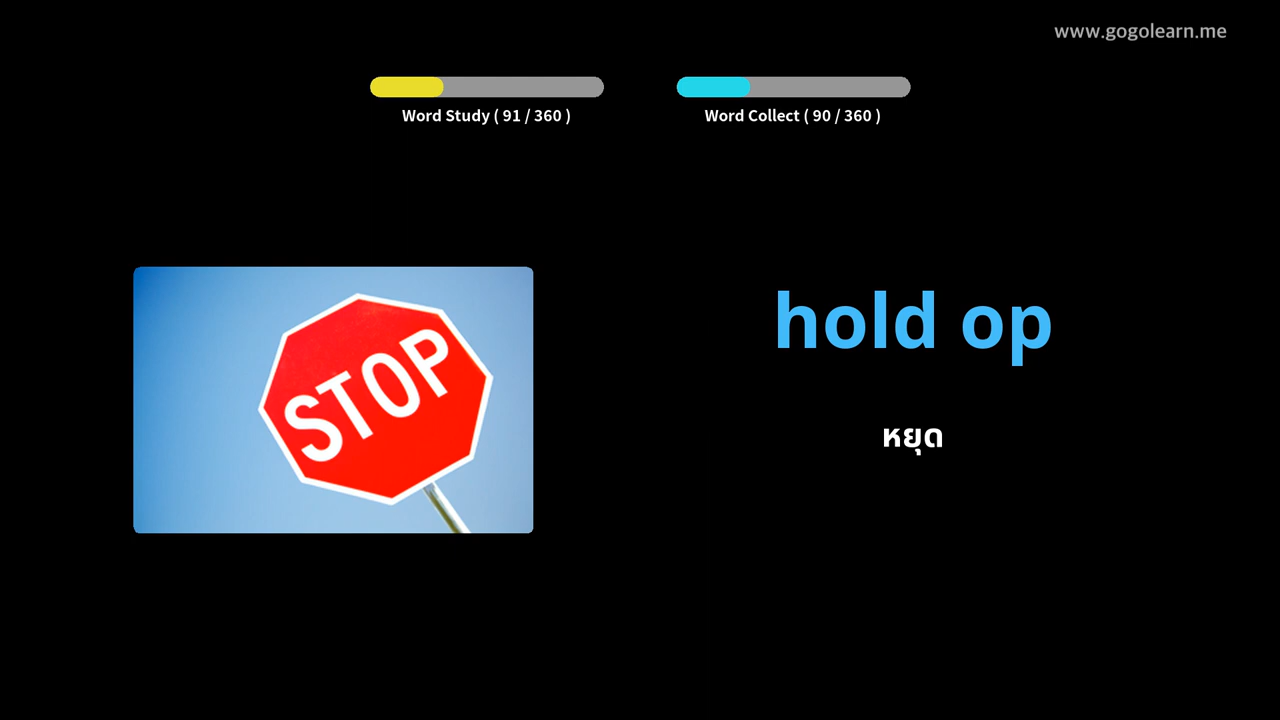 www.gogolearn.me
Word Study ( 91 / 360 )
Word Collect ( 90 / 360 )
STOP
hold op
หยุด